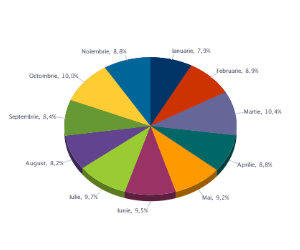 Ianuarie, 7,9%
Februarie, 8,9%
Martie, 10,4%
Aprilie, 8,8%
Mai, 9,2%
Iunie, 9,5%
Iulie, 9,7%
August, 8,2%
Septembrie, 8,4%
Octombrie, 10,0%
Noiembrie, 8,8%